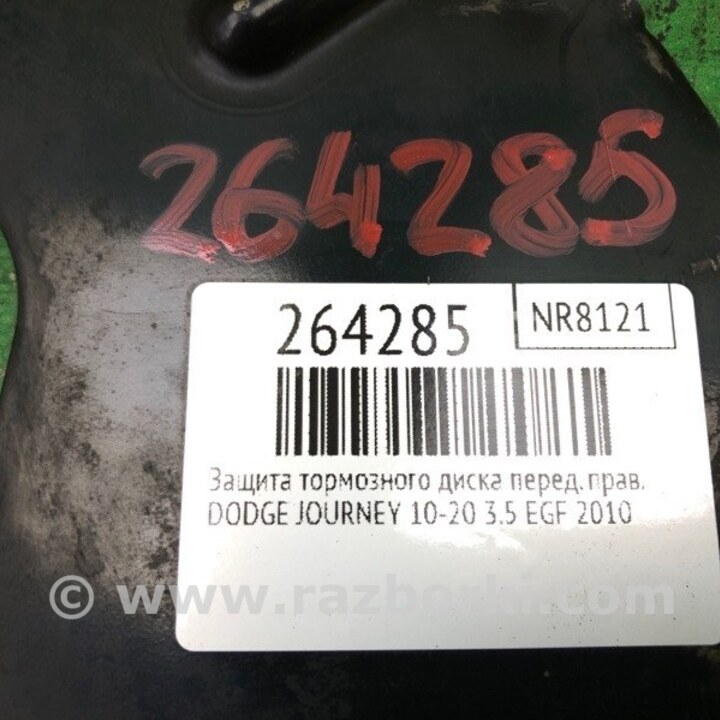 264285
264285
NR8121
Защита тормозного диска перед. прав.
DODGE JOURNEY 10-20 3.5 EGF 2010
© www.razborki.com